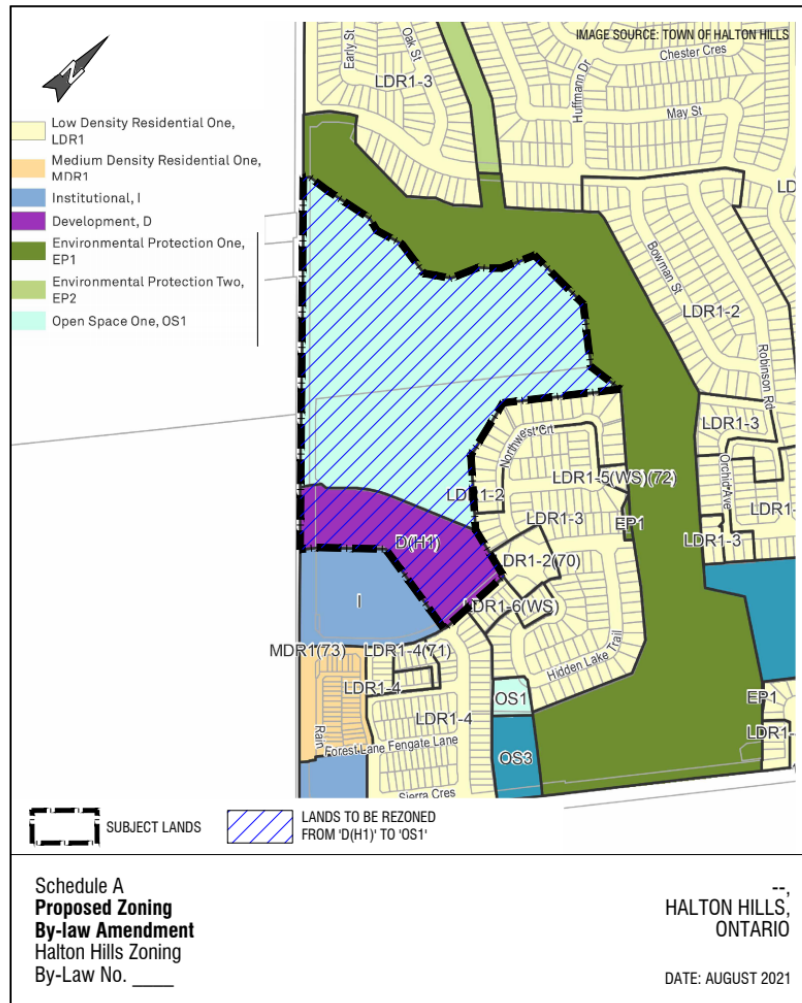 IMAGE SOURCE: TOWN OF HALTON HILLS
N
Early St
Oak St
LDR1-3
Huffmann Dr
Chester Cres
May St
LD
Low Density Residential One,
LDR1
Medium Density Residential One,
MDR1
Institutional, I
Development, D
Environmental Protection One,
EP1
Environmental Protection Two,
EP2
Open Space One, OS1
Bowman St
LDR1-2
Robinson Rd
Northwest Crt
LDR1-3
LDR1-2
LDR1-5(WS)(72)
Orchid Ave
LDR1-
LDR1-3
EP1
LDR1-3
D(H1)
DR1-2(70)
I
LDR1-6(WS)
MDR1(73)
LDR1-4(71)
Hidden Lake Trail
LDR1-4
OS1
EP1
LDR1-4
LDR1-
Rain
Forest Lane
Fengate Lane
OS3
Sierra Cres
SUBJECT LANDS
LANDS TO BE REZONED
FROM 'D(H1)' TO 'OS1'
Schedule A
Proposed Zoning
By-law Amendment
Halton Hills Zoning
By-Law No. ____
--,
HALTON HILLS,
ONTARIO
DATE: AUGUST 2021